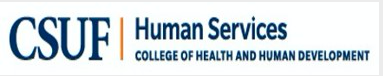 CSUF
Human Services
COLLEGE OF HEALTH AND HUMAN DEVELOPMENT